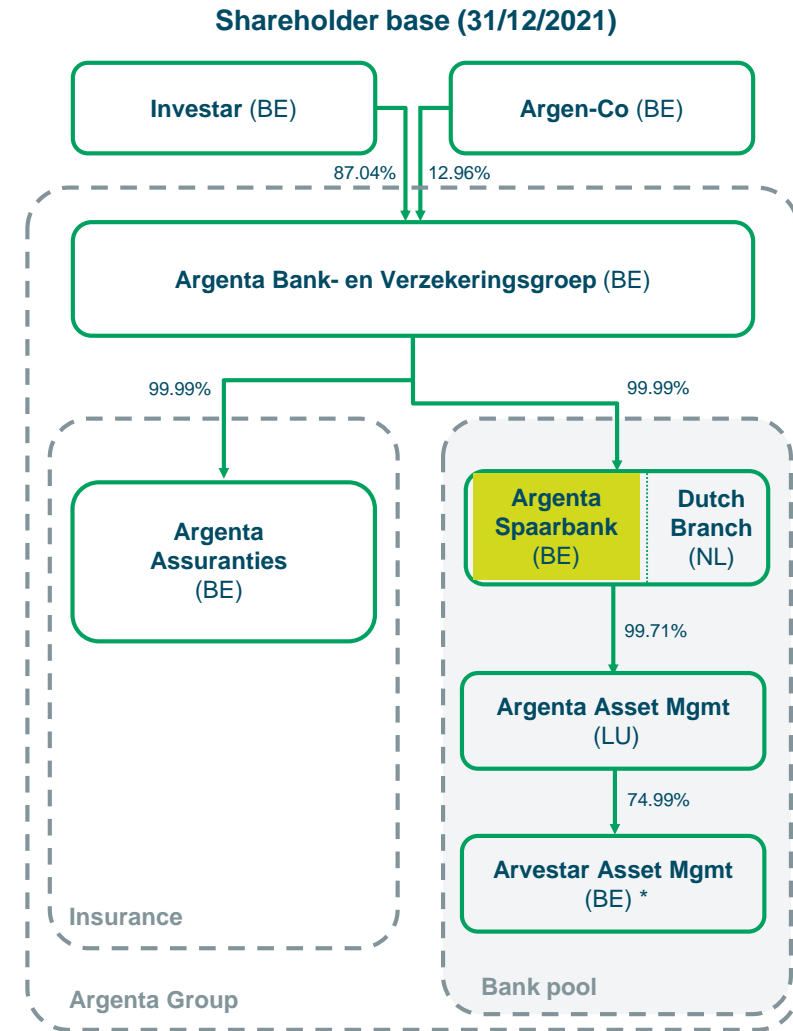 Shareholder base (31/12/2021)
Investar (BE)
Argen-Co (BE)
87.04%
12.96%
Argenta Bank- en Verzekeringsgroep (BE)
99.99%
99.99%
Argenta
Assuranties
(BE)
Argenta
Spaarbank
(BE)
Dutch
Branch
(NL)
99.71%
Argenta Asset Mgmt
(LU)
74.99%
Arvestar Asset Mgmt
(BE) *
Insurance
Bank pool
Argenta Group